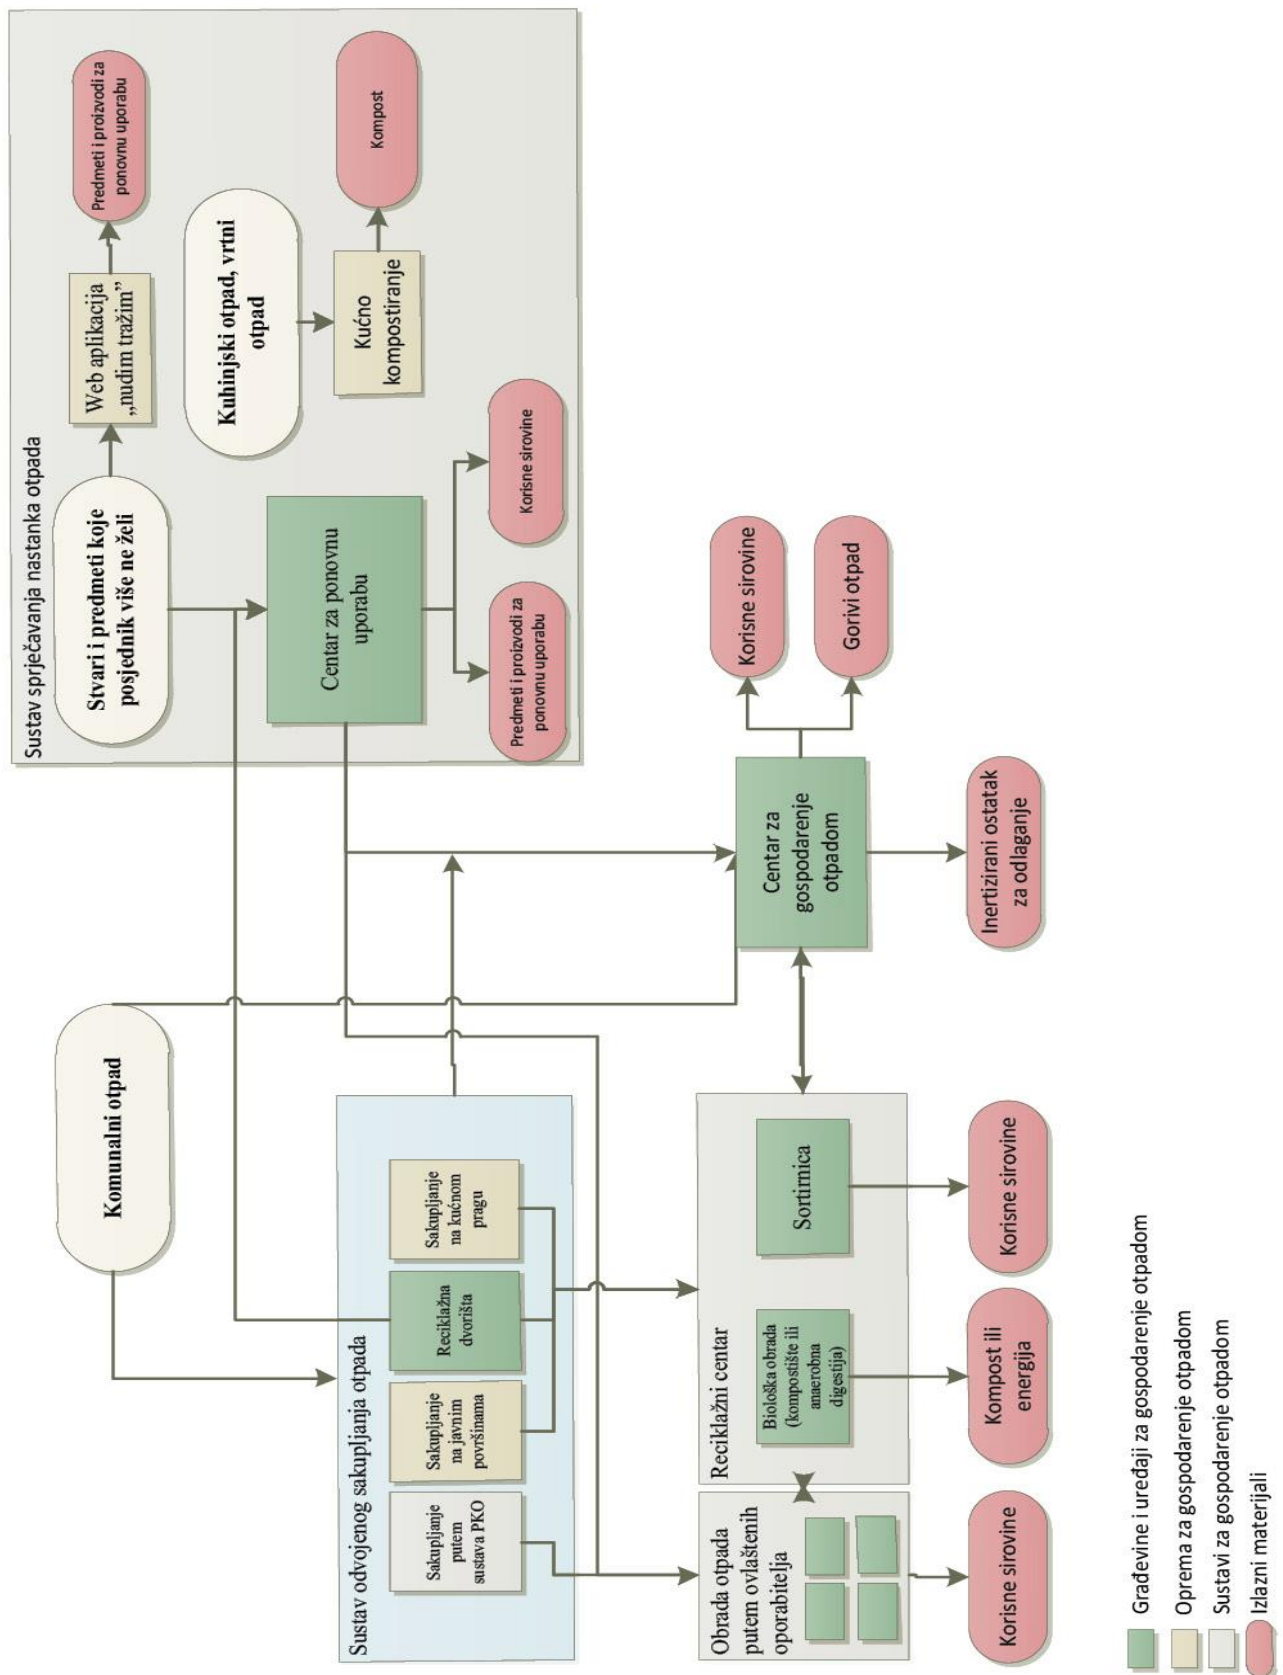 Komunalni otpad
Sustav sprječavanja nastanka otpada
Stvari i predmeti koje
posjednik više ne želi
Web aplikacija
„nudim tražim”
Predmeti i proizvodi za
ponovnu uporabu
Kuhinjski otpad, vrtni
otpad
Centar za ponovnu
uporabu
Kućno
kompostiranje
Kompost
Predmeti i proizvodi za
ponovnu uporabu
Korisne sirovine
Sustav odvojenog sakupljanja otpada
Sakupljanje
putem
sustava PKO
Sakupljanje
na javnim
površinama
Reciklažna
dvorišta
Sakupljanje
na kućnom
pragu
Obrada otpada
putem ovlaštenih
oporabitelja
Reciklažni centar
Biološka obrada
(kompostište ili
anaerobna
digestija)
Sortirnica
Centar za
gospodarenje
otpadom
Korisne sirovine
Gorivi otpad
Korisne sirovine
Kompost ili
energija
Korisne sirovine
Inertizirani ostatak
za odlaganje
Građevine i uređaji za gospodarenje otpadom
Oprema za gospodarenje otpadom
Sustavi za gospodarenje otpadom
Izlazni materijali